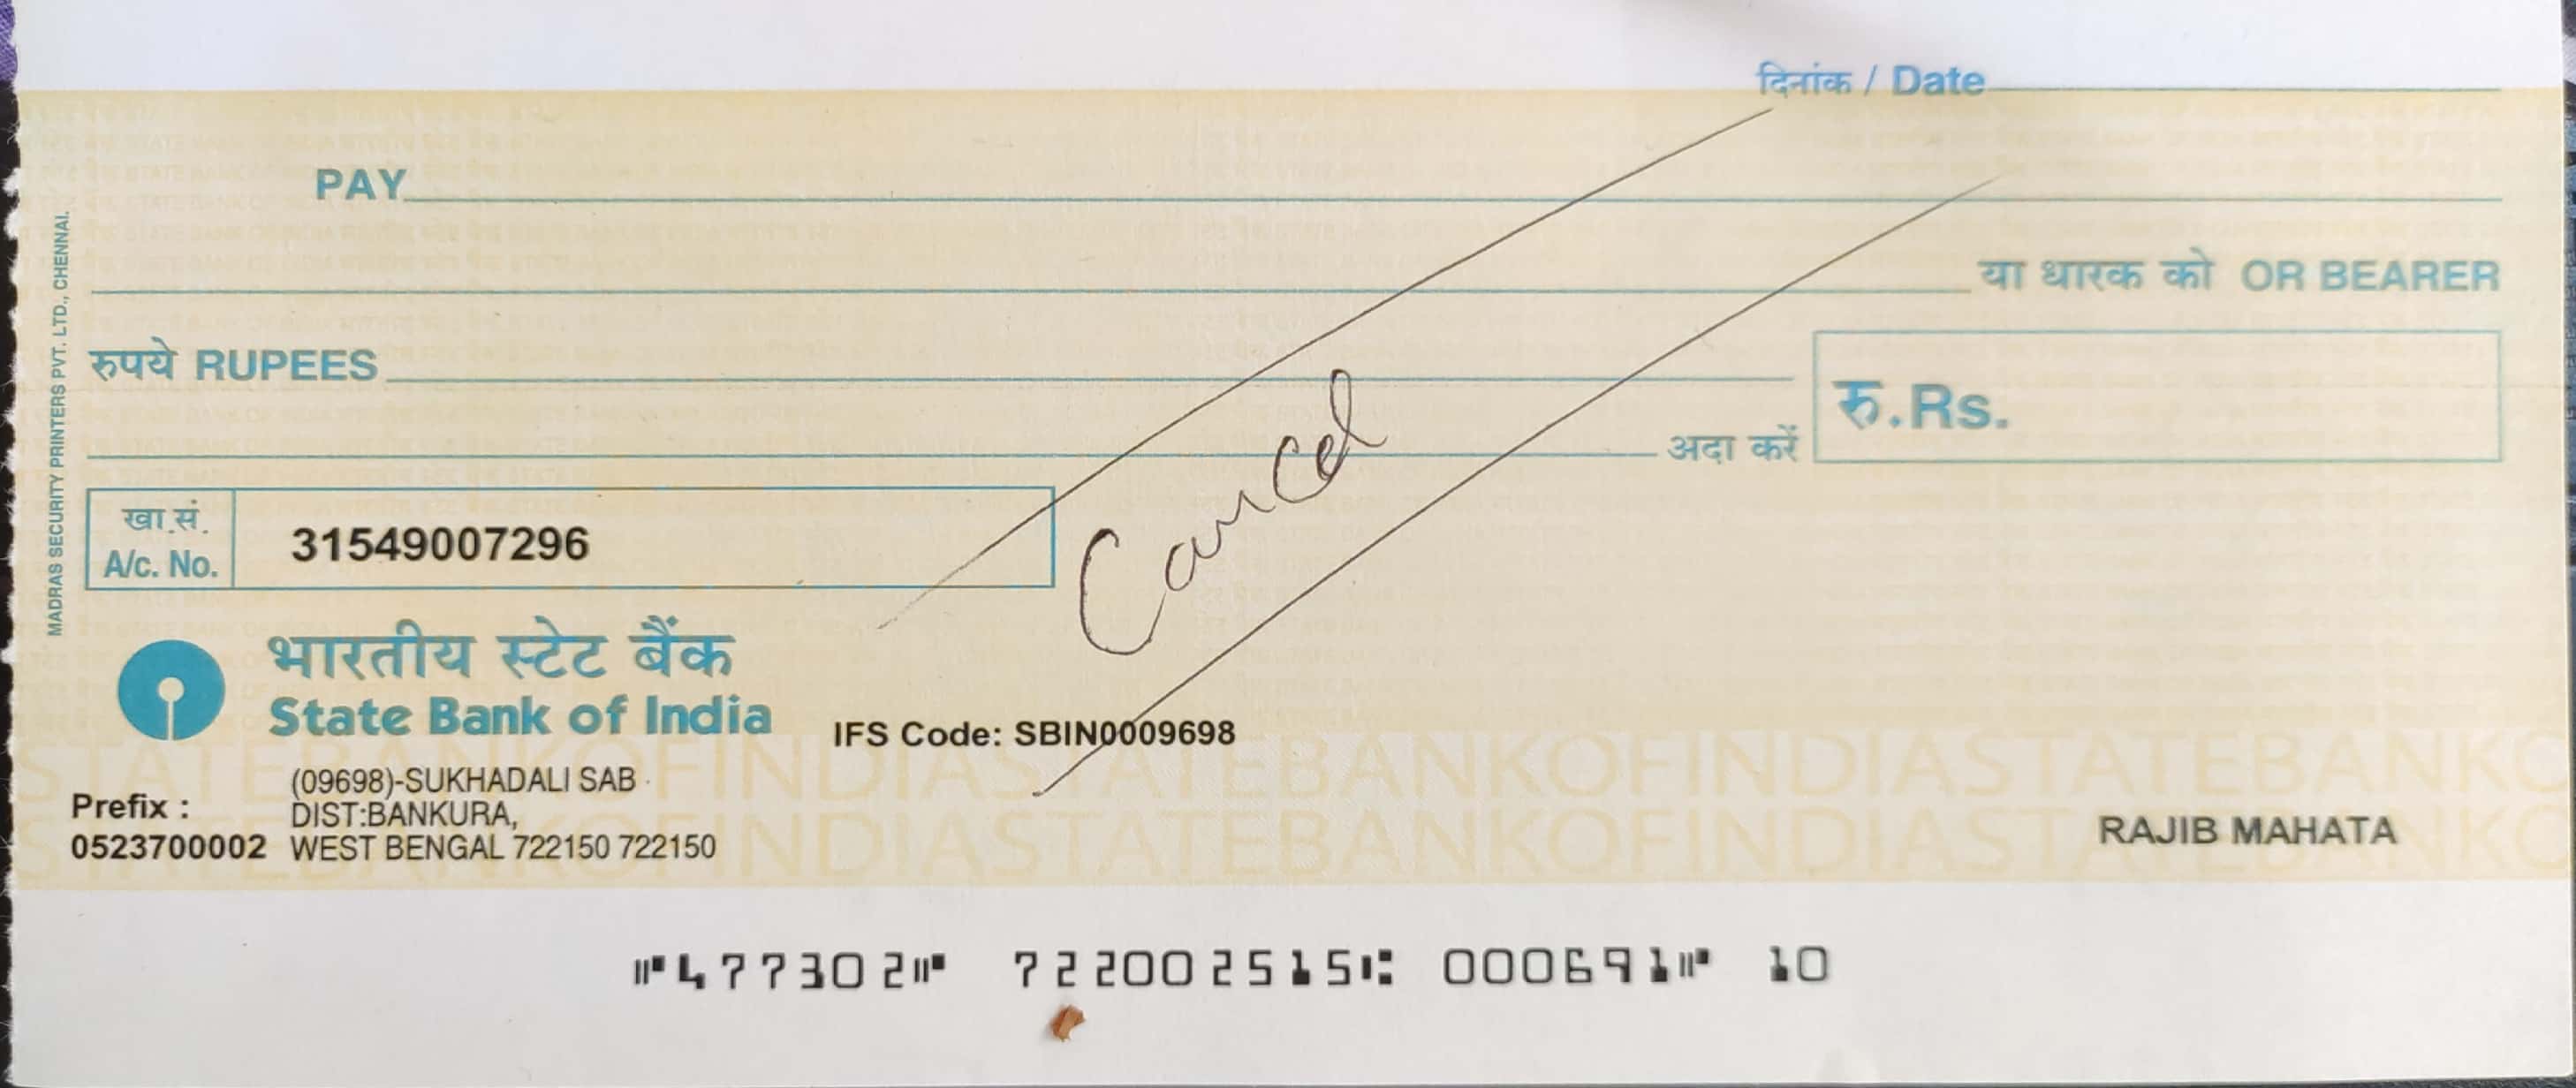 दिनांक / Date
PAY
या धारक को OR BEARER
रुपये RUPEES
अदा करें
रु.Rs.
Cancel
खा.सं.
A/c. No.
31549007296
MADRAS SECURITY PRINTERS PVT. LTD., CHENNAI.
भारतीय स्टेट बैंक
State Bank of India
IFS Code: SBIN0009698
(09698)-SUKHADALI SAB
DIST:BANKURA,
WEST BENGAL 722150 722150
Prefix :
0523700002
RAJIB MAHATA
STATEBANKOFINDIASTATEBANKOFINDIASTATEBANKO
STATEBANKOFINDIASTATEBANKOFINDIASTATEBANKO
⑈477302⑈ 722002515⑆ 000691⑈ 10